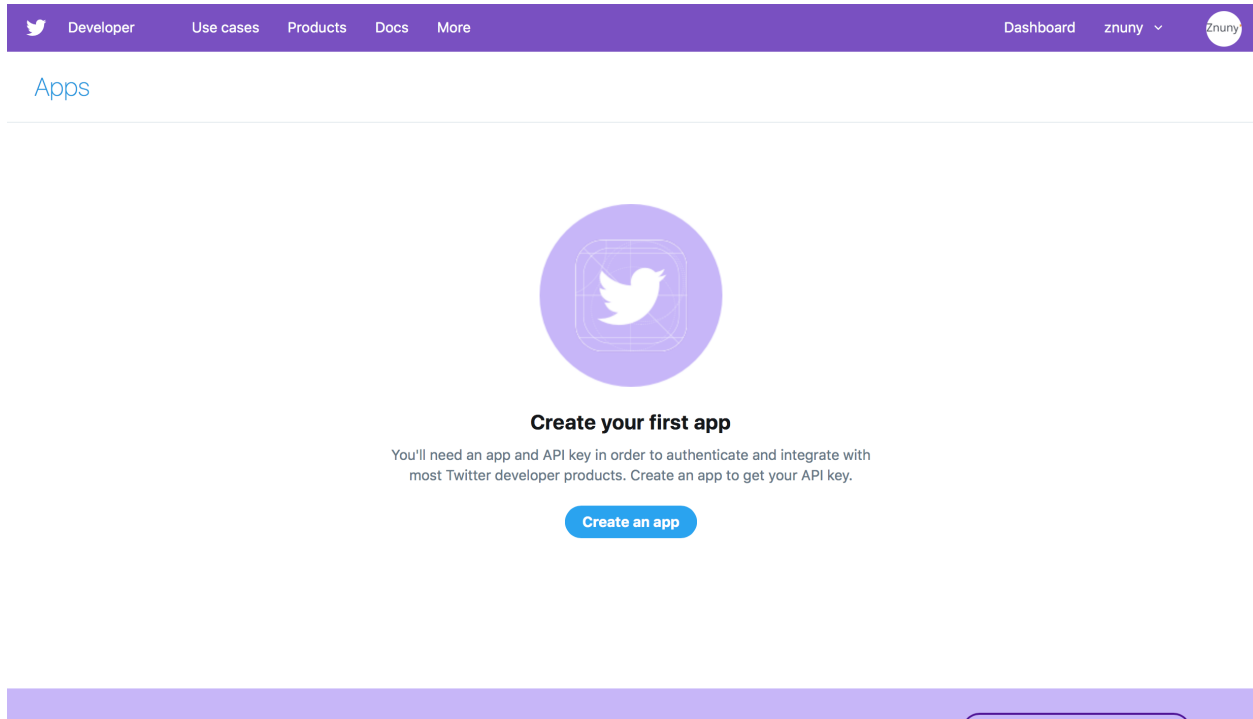 Developer Use cases Products Docs More Dashboard znuny Znuny
Apps
Create your first app
You'll need an app and API key in order to authenticate and integrate with
most Twitter developer products. Create an app to get your API key.
Create an app